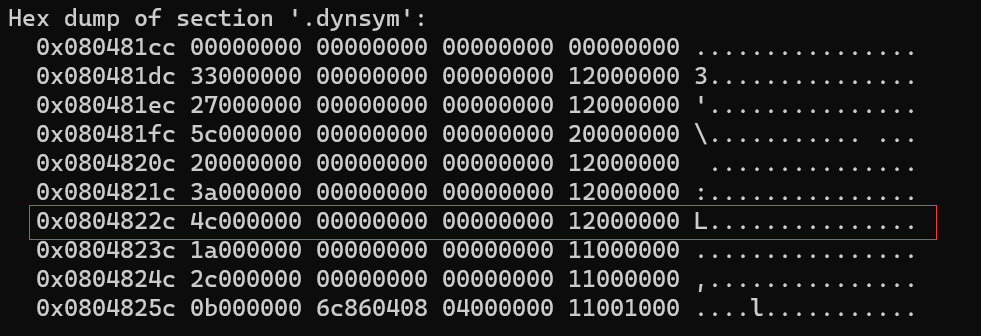 Hex dump of section '.dynsym':
  0x080481cc 00000000 00000000 00000000 00000000 ................
  0x080481dc 33000000 00000000 00000000 12000000 3...............
  0x080481ec 27000000 00000000 00000000 12000000 '...............
  0x080481fc 5c000000 00000000 00000000 20000000 \........... ...
  0x0804820c 20000000 00000000 00000000 12000000  ...............
  0x0804821c 3a000000 00000000 00000000 12000000 :...............
  0x0804822c 4c000000 00000000 00000000 12000000 L...............
  0x0804823c 1a000000 00000000 00000000 11000000 ................
  0x0804824c 2c000000 00000000 00000000 11000000 ,...............
  0x0804825c 0b000000 6c860408 04000000 11001000 ....l...........